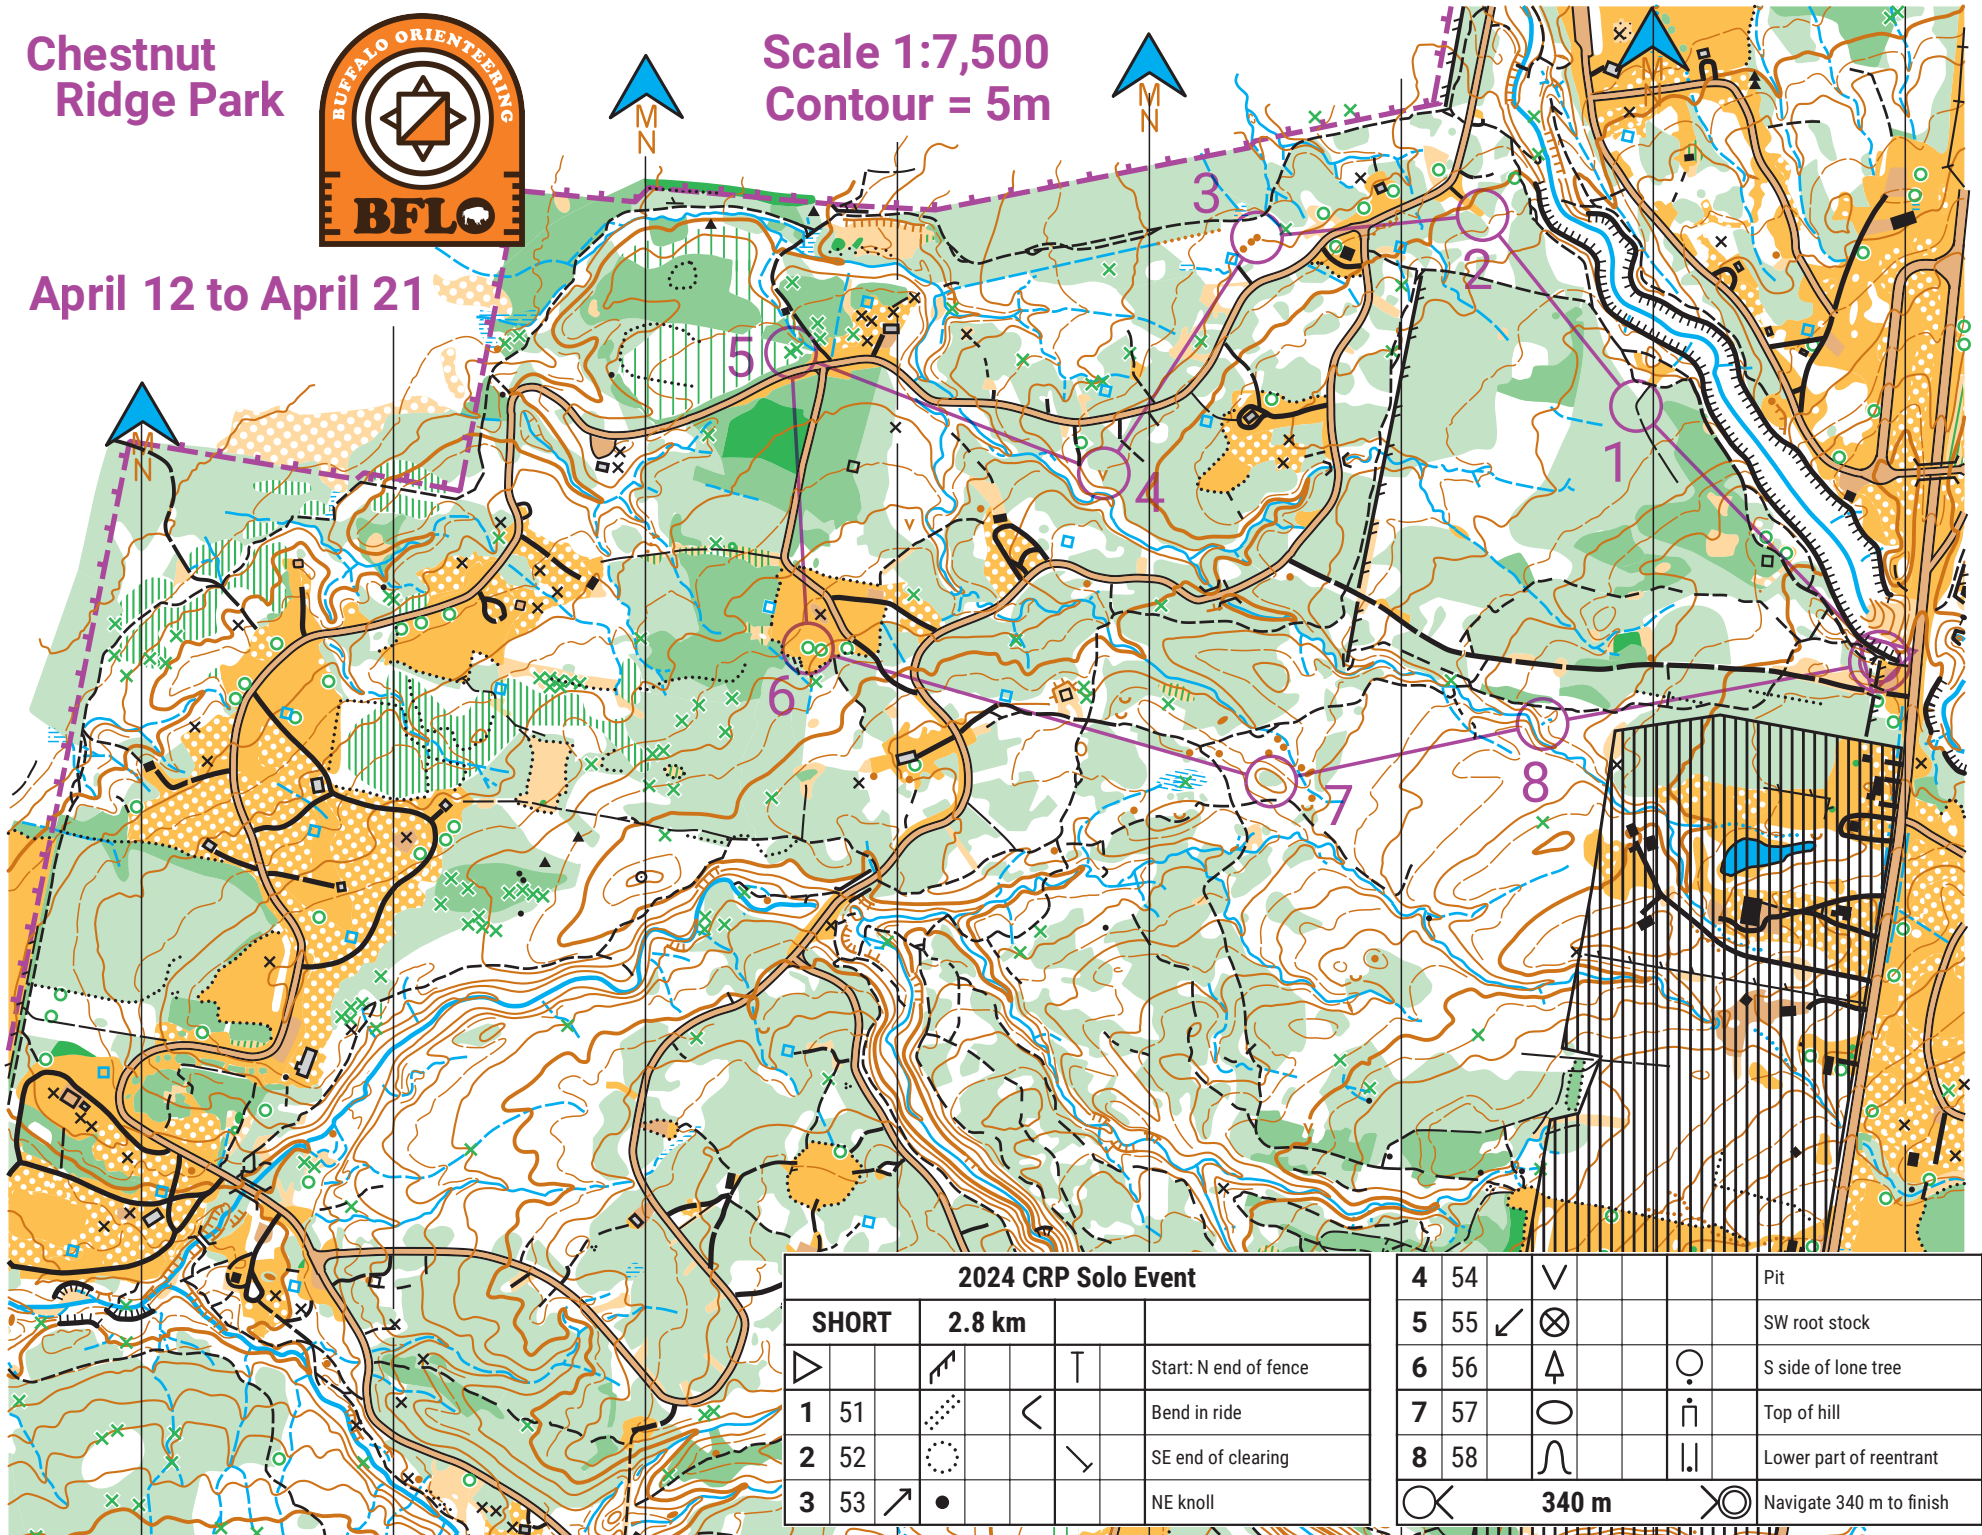 Chestnut
Ridge Park
BUFFALO ORIENTEERING
BFLO
Scale 1:7,500
Contour = 5m
April 12 to April 21
M
N
M
N
M
N
M
N
3
2
5
4
1
6
7
8
2024 CRP Solo Event
SHORT 2.8 km
Start: N end of fence
1 51 Bend in ride
2 52 SE end of clearing
3 53 NE knoll
4 54 Pit
5 55 SW root stock
6 56 S side of lone tree
7 57 Top of hill
8 58 Lower part of reentrant
340 m Navigate 340 m to finish